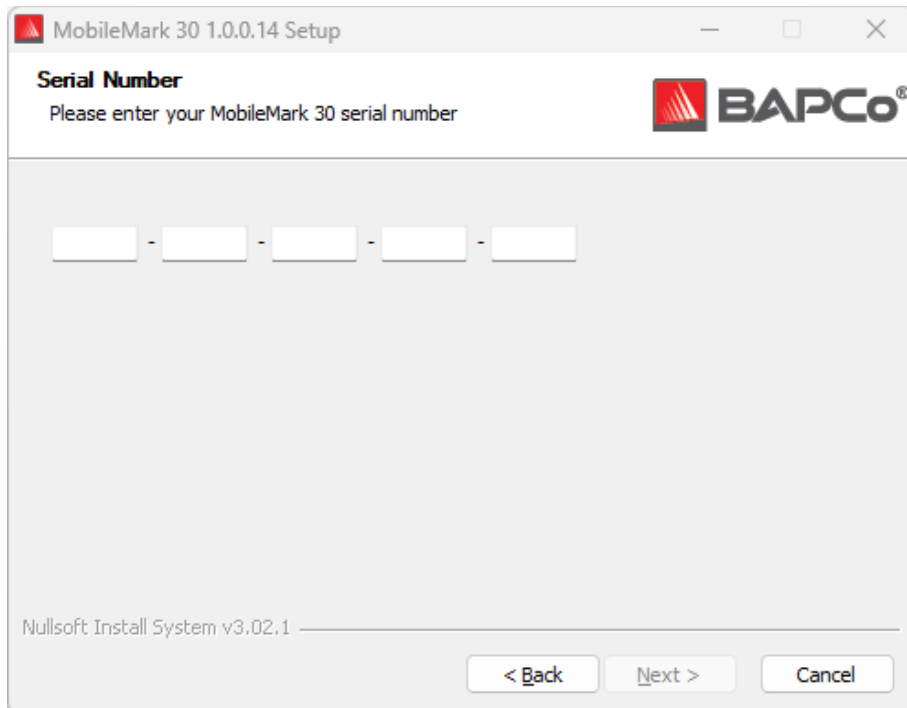 MobileMark 30 1.0.0.14 Setup
Serial Number
Please enter your MobileMark 30 serial number
BAPCo®
- - - -
Nullsoft Install System v3.02.1
< Back Next > Cancel